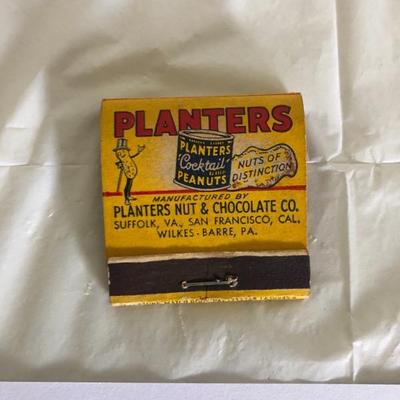 PLANTERS
PLANTERS
Cocktail
PEANUTS
NUTS OF
DISTINCTION
MANUFACTURED BY
PLANTERS NUT & CHOCOLATE CO.
SUFFOLK, VA., SAN FRANCISCO, CAL.
WILKES-BARRE, PA.